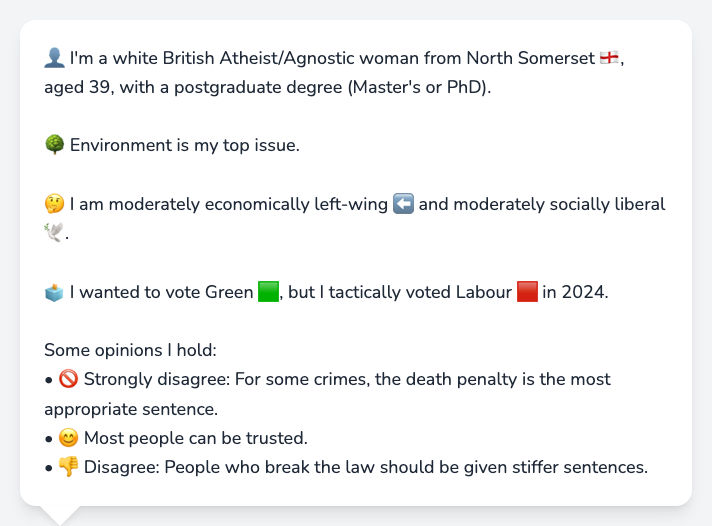 👤 I'm a white British Atheist/Agnostic woman from North Somerset 🏴󠁧󠁢󠁥󠁮󠁧󠁿,
aged 39, with a postgraduate degree (Master's or PhD).
🌳 Environment is my top issue.
🤔 I am moderately economically left-wing ⬅️ and moderately socially liberal
🕊️.
🗳️ I wanted to vote Green 🟩, but I tactically voted Labour 🟥 in 2024.
Some opinions I hold:
• 🚫 Strongly disagree: For some crimes, the death penalty is the most
appropriate sentence.
• 😊 Most people can be trusted.
• 👎 Disagree: People who break the law should be given stiffer sentences.